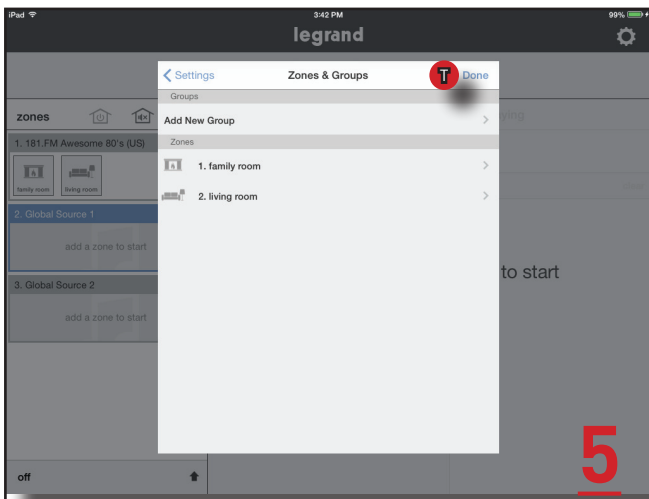 iPad 3:42 PM 99%
legrand
Settings Zones & Groups T Done
Groups
Add New Group
Zones
1. family room
2. living room
zones
1. 181.FM Awesome 80's (US)
family room living room
2. Global Source 1
add a zone to start
3. Global Source 2
add a zone to start
off
to start
5